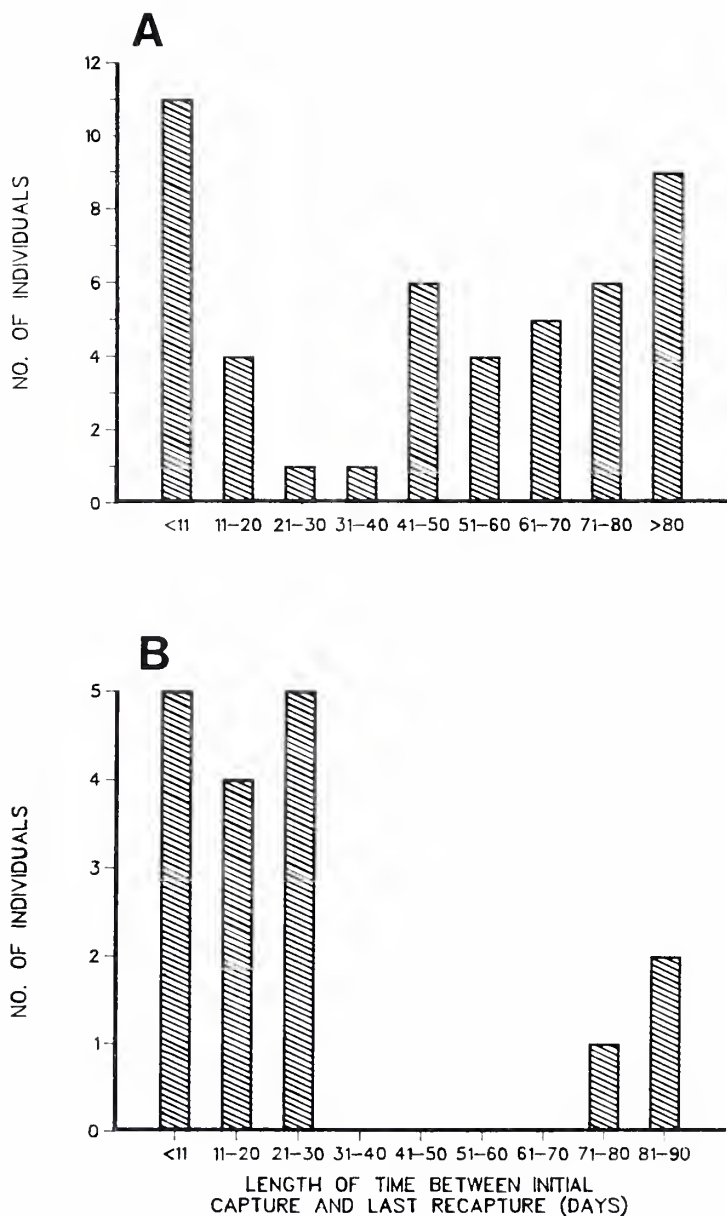 A
12
10
8
6
4
2
0
NO. OF INDIVIDUALS
<11 11-20 21-30 31-40 41-50 51-60 61-70 71-80 >80
B
5
4
3
2
1
0
NO. OF INDIVIDUALS
<11 11-20 21-30 31-40 41-50 51-60 61-70 71-80 81-90
LENGTH OF TIME BETWEEN INITIAL
CAPTURE AND LAST RECAPTURE (DAYS)